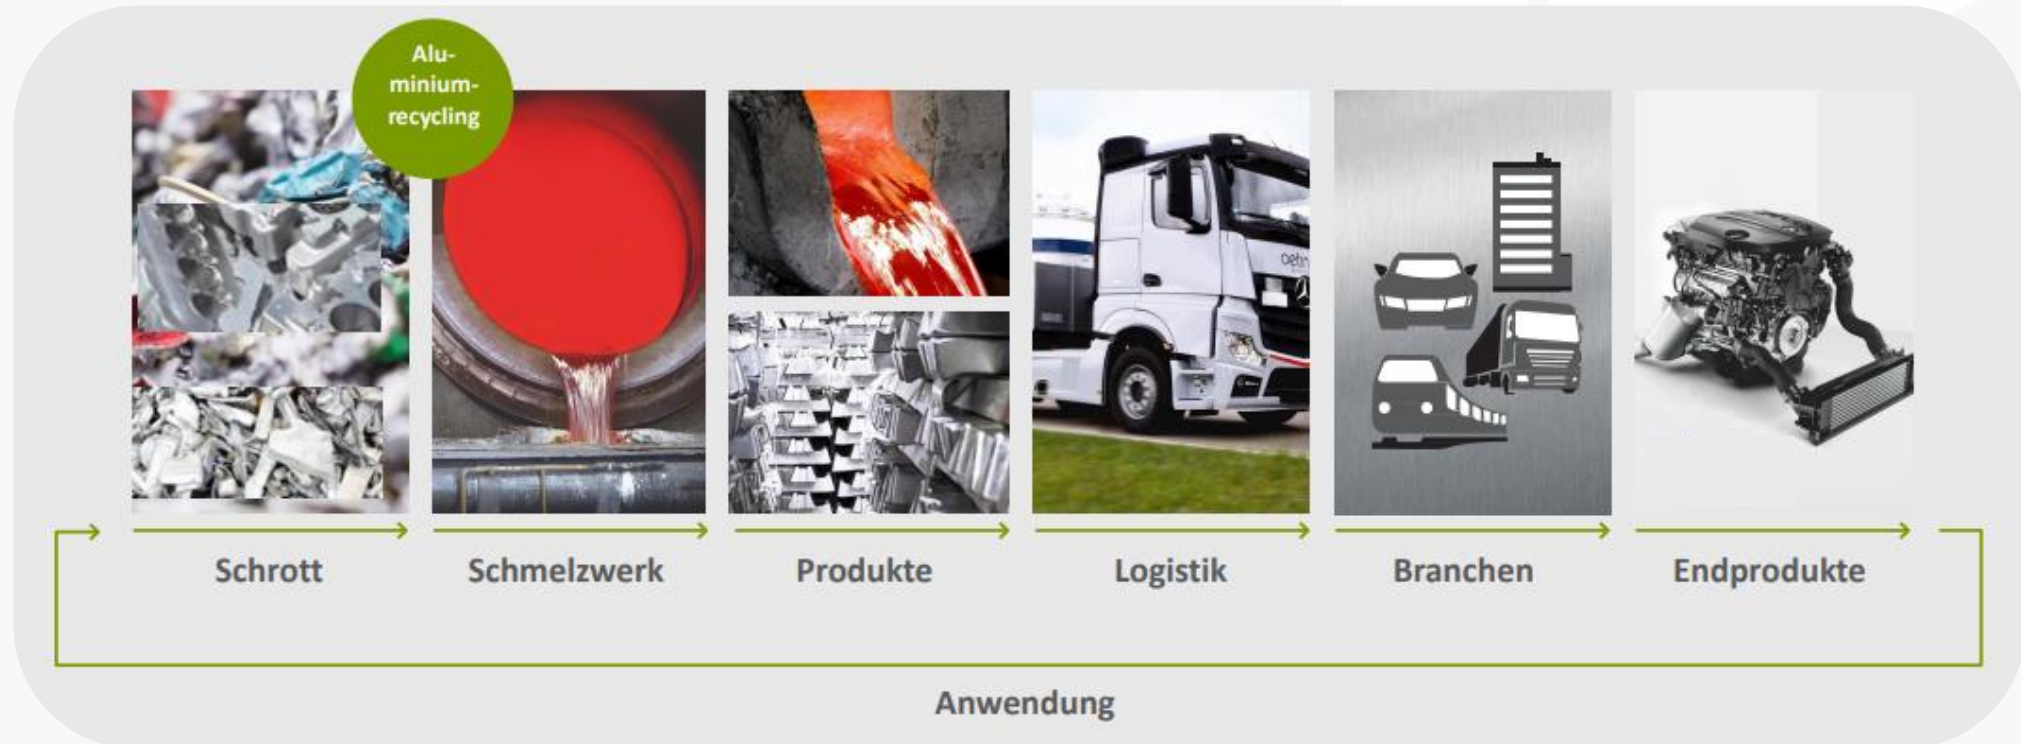 Alu-
minium-
recycling
Schrott
Schmelzwerk
Produkte
Logistik
Branchen
Endprodukte
Anwendung